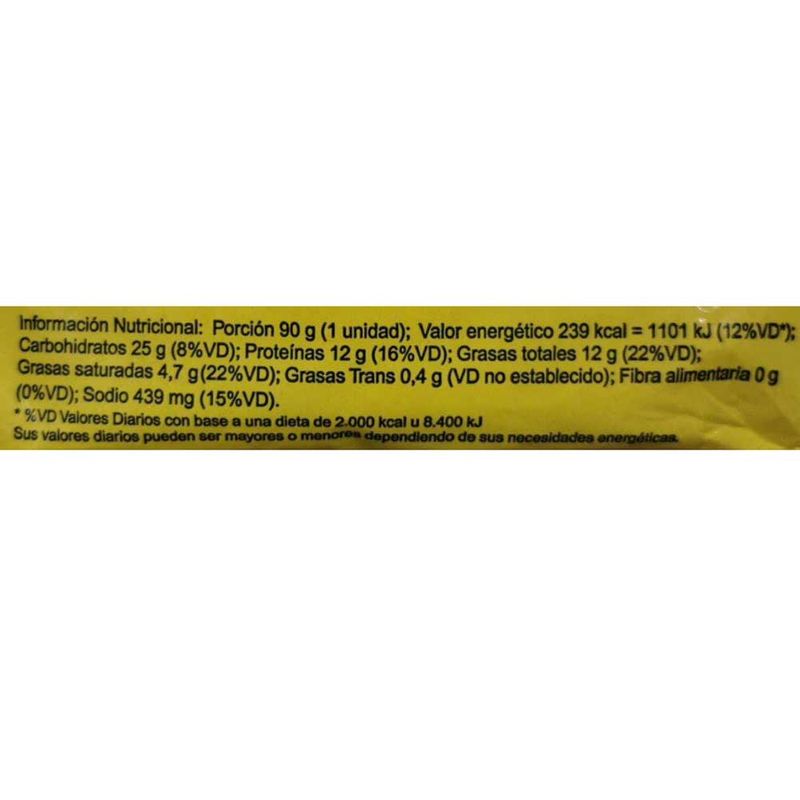 Información Nutricional: Porción 90 g (1 unidad); Valor energético 239 kcal = 1101 kJ (12%VD*);
Carbohidratos 25 g (8%VD); Proteínas 12 g (16%VD); Grasas totales 12 g (22%VD);
Grasas saturadas 4,7 g(22%VD); Grasas Trans 0,4 g (VD no establecido); Fibra alimentaria 0 g
(0%VD); Sodio 439 mg (15%VD).
* %VD Valores Diarios con base a una dieta de 2.000 kcal u 8.400 kJ
Sus valores diarios pueden ser mayores o menores dependiendo de sus necesidades energéticas.